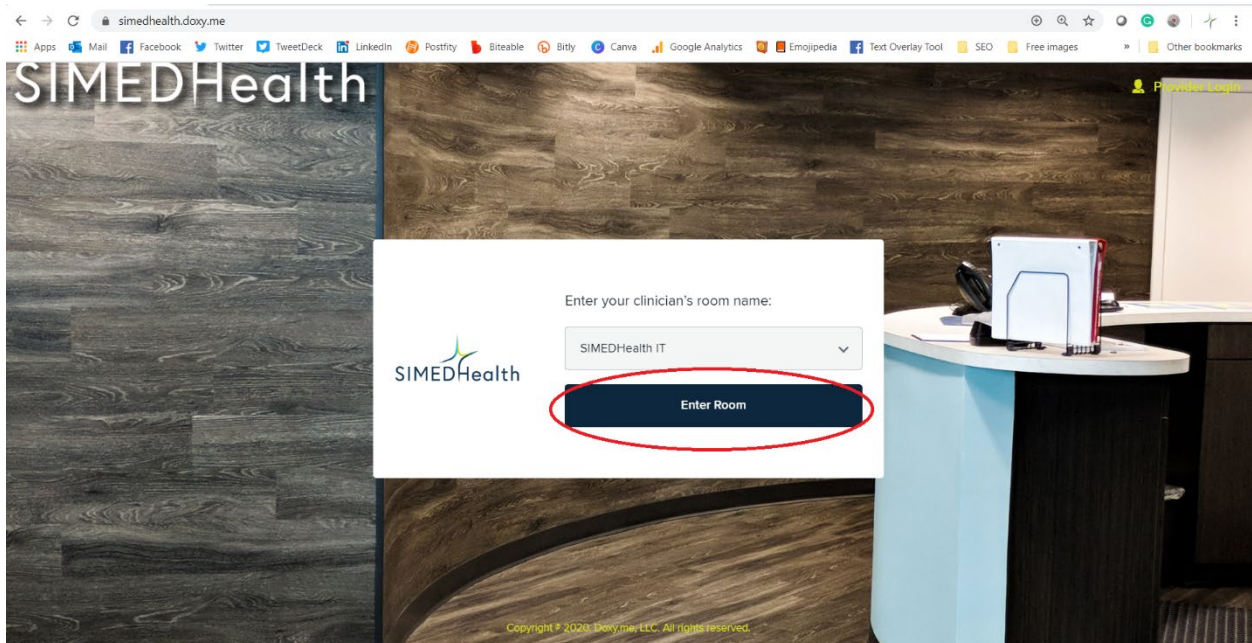 simedhealth.doxy.me
Apps Mail Facebook Twitter TweetDeck LinkedIn Postfity Biteable Bitly Canva Google Analytics Emojipedia Text Overlay Tool SEO Free images » Other bookmarks
SIMEDHealth
Provider Login
Enter your clinician's room name:
SIMEDHealth IT
SIMEDHealth
Enter Room
Copyright © 2020, Doxy.me, LLC. All rights reserved.